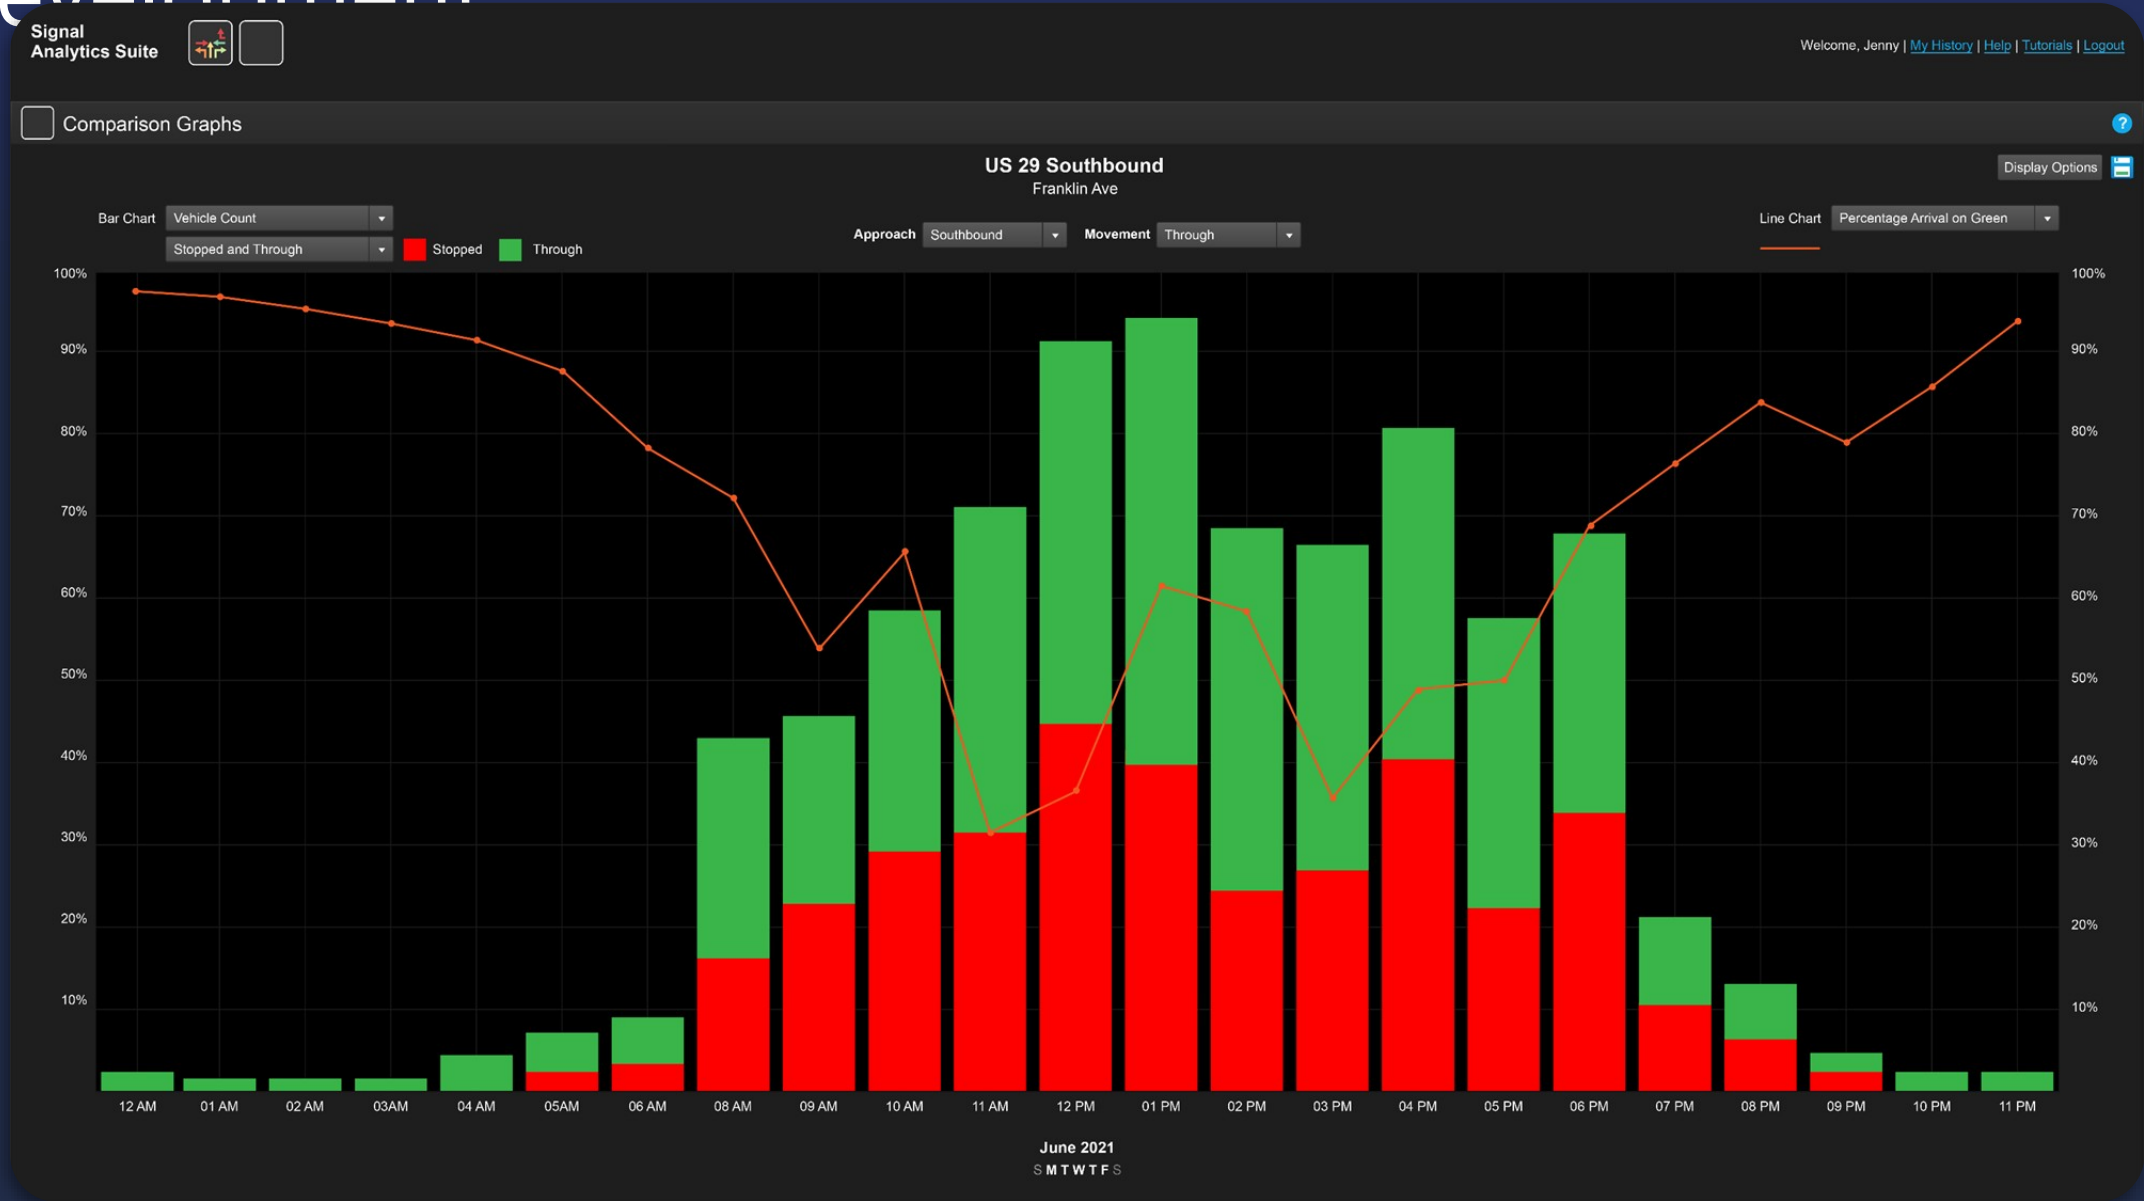 Signal
Analytics Suite
Welcome, Jenny | My History | Help | Tutorials | Logout
Comparison Graphs
?
US 29 Southbound
Franklin Ave
Display Options
Bar Chart Vehicle Count
Stopped and Through Stopped Through
Approach Southbound Movement Through
Line Chart Percentage Arrival on Green
100% 100%
90% 90%
80% 80%
70% 70%
60% 60%
50% 50%
40% 40%
30% 30%
20% 20%
10% 10%
12 AM 01 AM 02 AM 03AM 04 AM 05AM 06 AM 08 AM 09 AM 10 AM 11 AM 12 PM 01 PM 02 PM 03 PM 04 PM 05 PM 06 PM 07 PM 08 PM 09 PM 10 PM 11 PM
June 2021
S M T W T F S